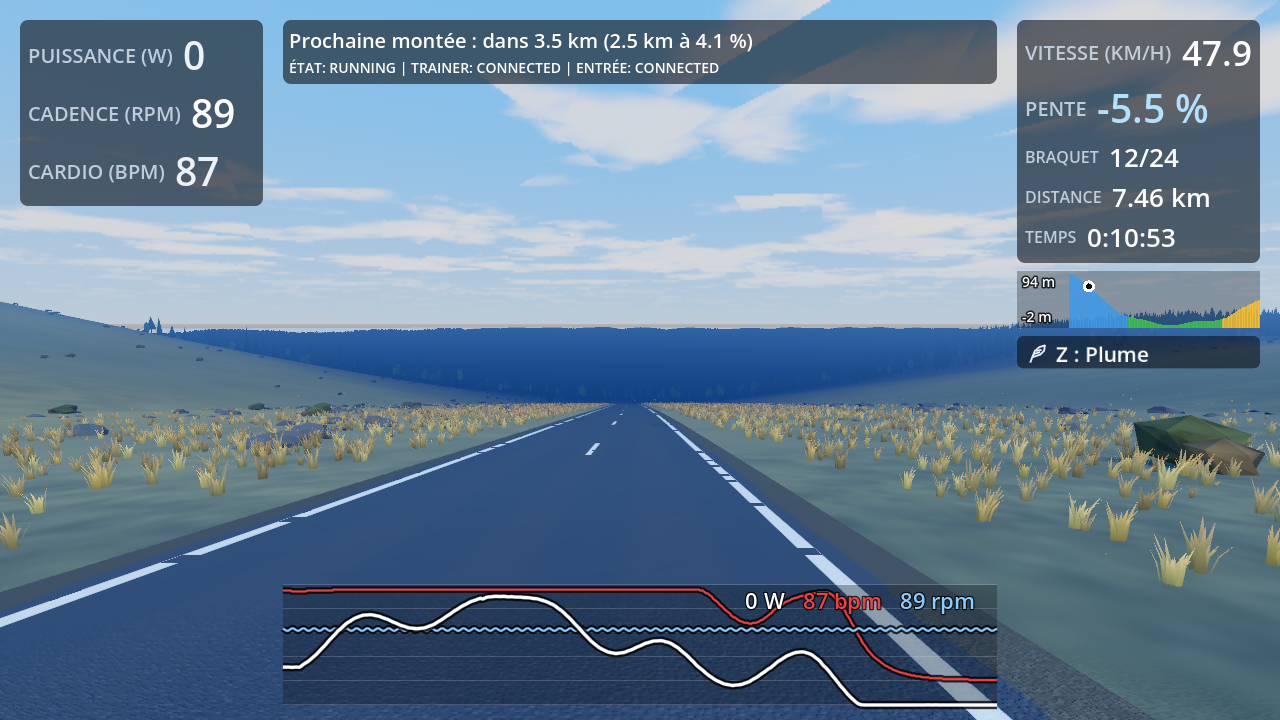 PUISSANCE (W) 0
CADENCE (RPM) 89
CARDIO (BPM) 87
Prochaine montée : dans 3.5 km (2.5 km à 4.1 %)
ÉTAT: RUNNING | TRAINER: CONNECTED | ENTRÉE: CONNECTED
VITESSE (KM/H) 47.9
PENTE -5.5 %
BRAQUET 12/24
DISTANCE 7.46 km
TEMPS 0:10:53
94 m
-2 m
Z : Plume
0 W 87 bpm 89 rpm